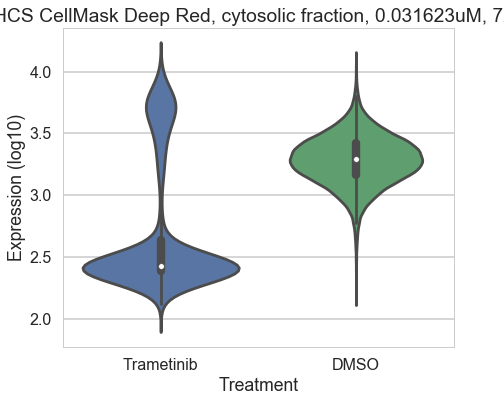 HCS CellMask Deep Red, cytosolic fraction, 0.031623uM, 7
4.0
3.5
3.0
2.5
2.0
Expression (log10)
Trametinib DMSO
Treatment